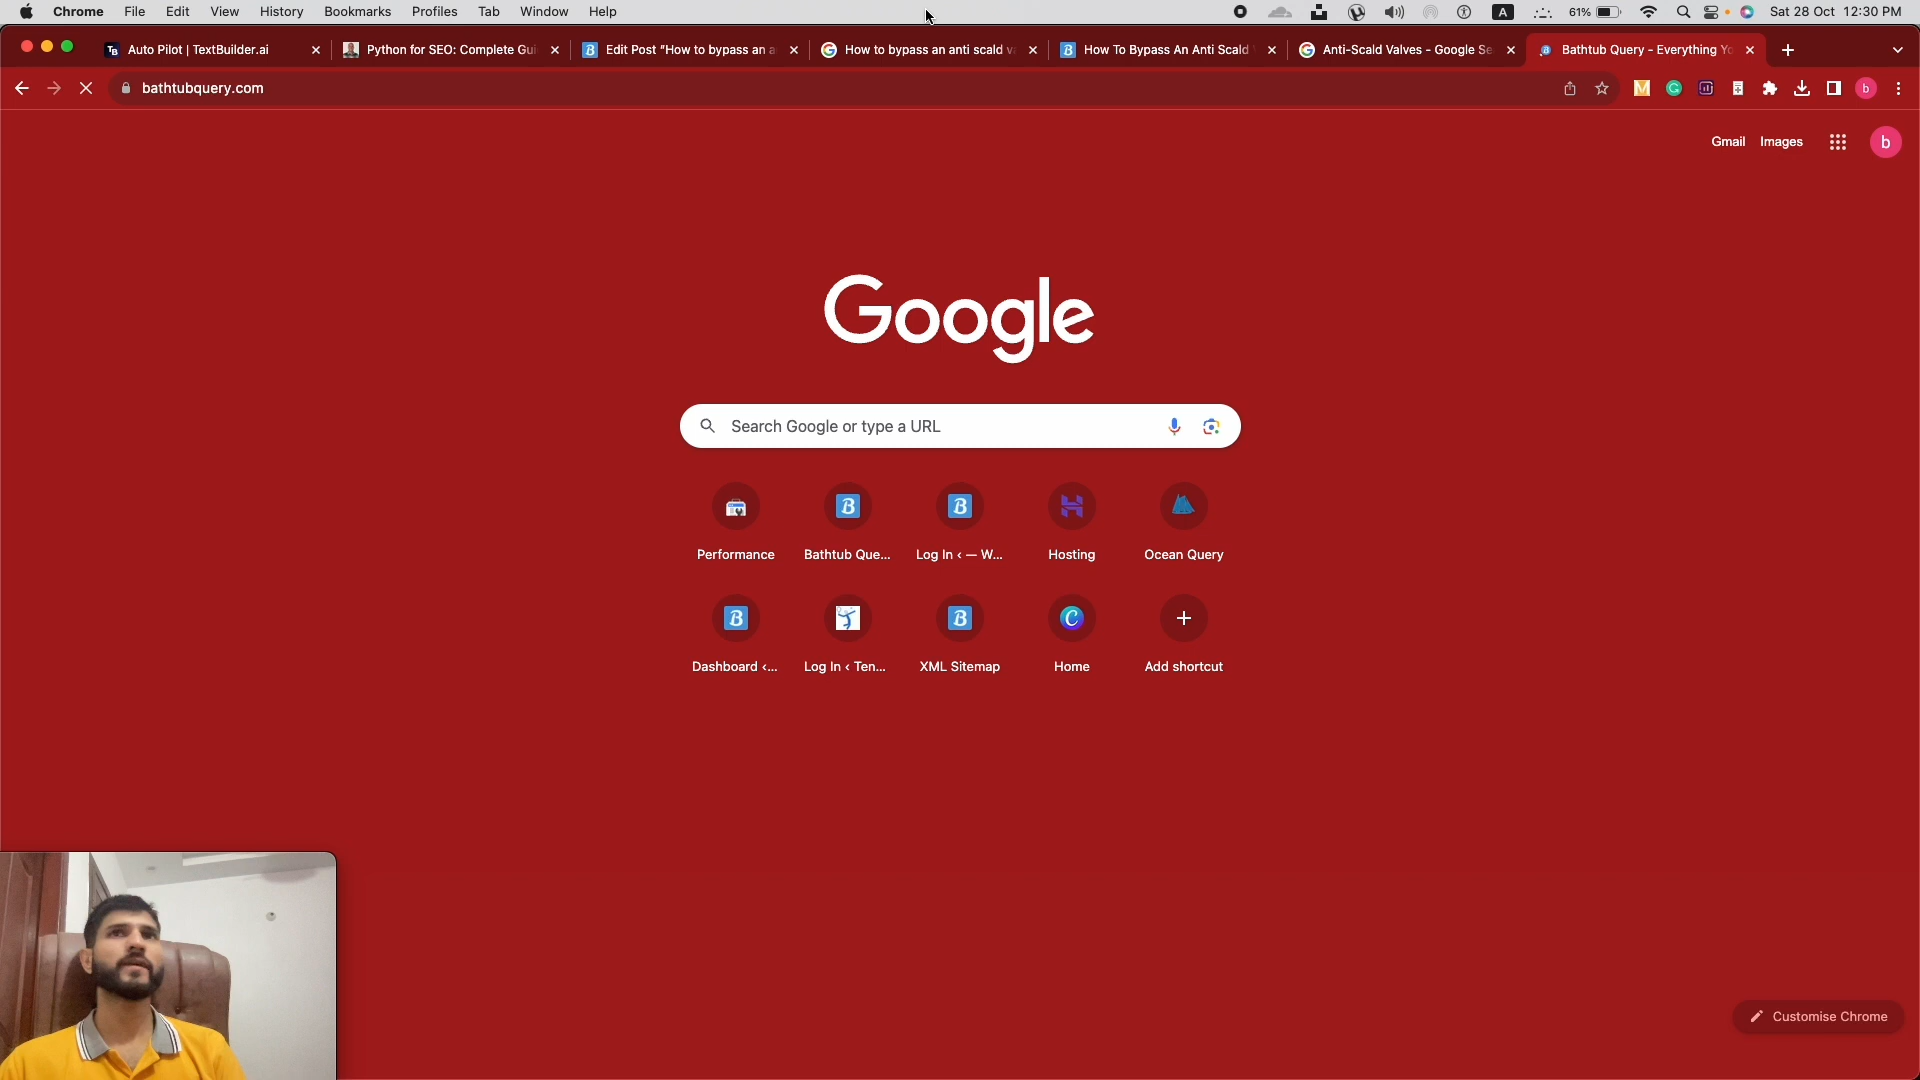 Chrome File Edit View History Bookmarks Profiles Tab Window Help A 61% Sat 28 Oct 12:30 PM
Auto Pilot | TextBuilder.ai Python for SEO: Complete Gui Edit Post "How to bypass an a How to bypass an anti scald v How To Bypass An Anti Scald Anti-Scald Valves - Google Se Bathtub Query - Everything Yo
bathtubquery.com b
Gmail Images b
Google
Search Google or type a URL
Performance Bathtub Que... Log In ‹ — W... Hosting Ocean Query
Dashboard ‹... Log In ‹ Ten... XML Sitemap Home Add shortcut
Customise Chrome